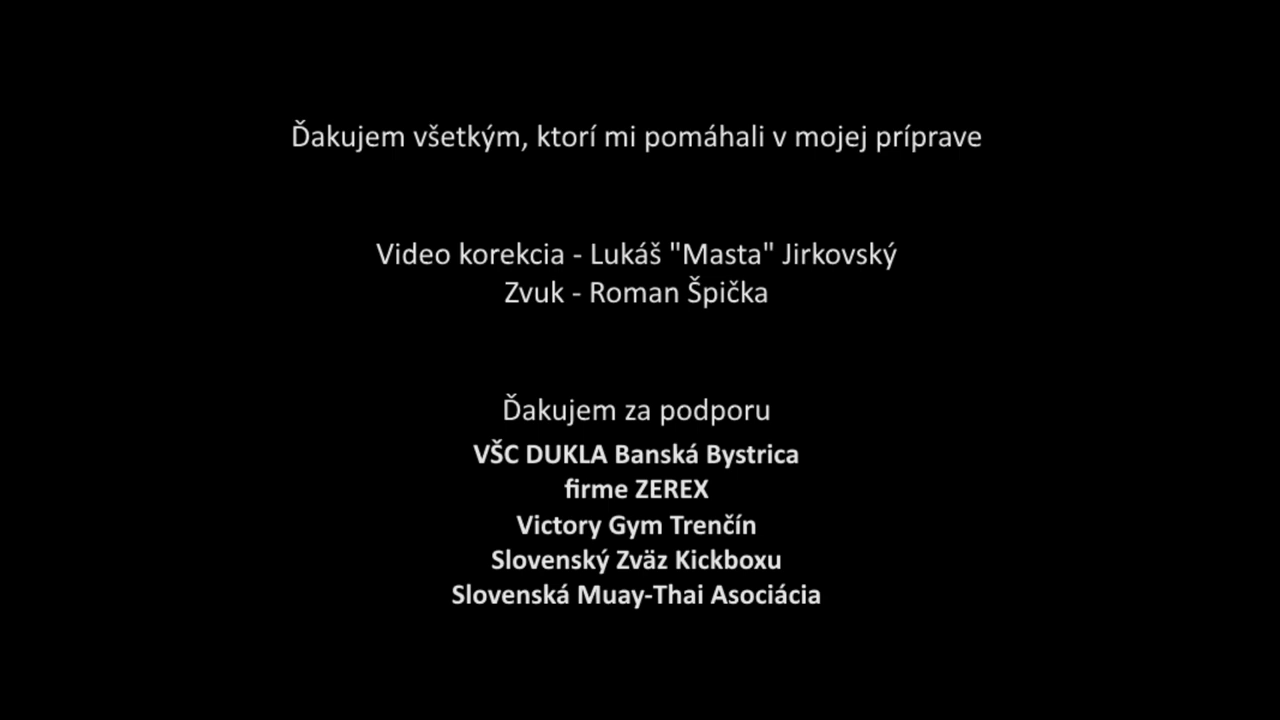 Ďakujem všetkým, ktorí mi pomáhali v mojej príprave
Video korekcia - Lukáš "Masta" Jirkovský
Zvuk - Roman Špička
Ďakujem za podporu
VŠC DUKLA Banská Bystrica
firme ZEREX
Victory Gym Trenčín
Slovenský Zväz Kickboxu
Slovenská Muay-Thai Asociácia